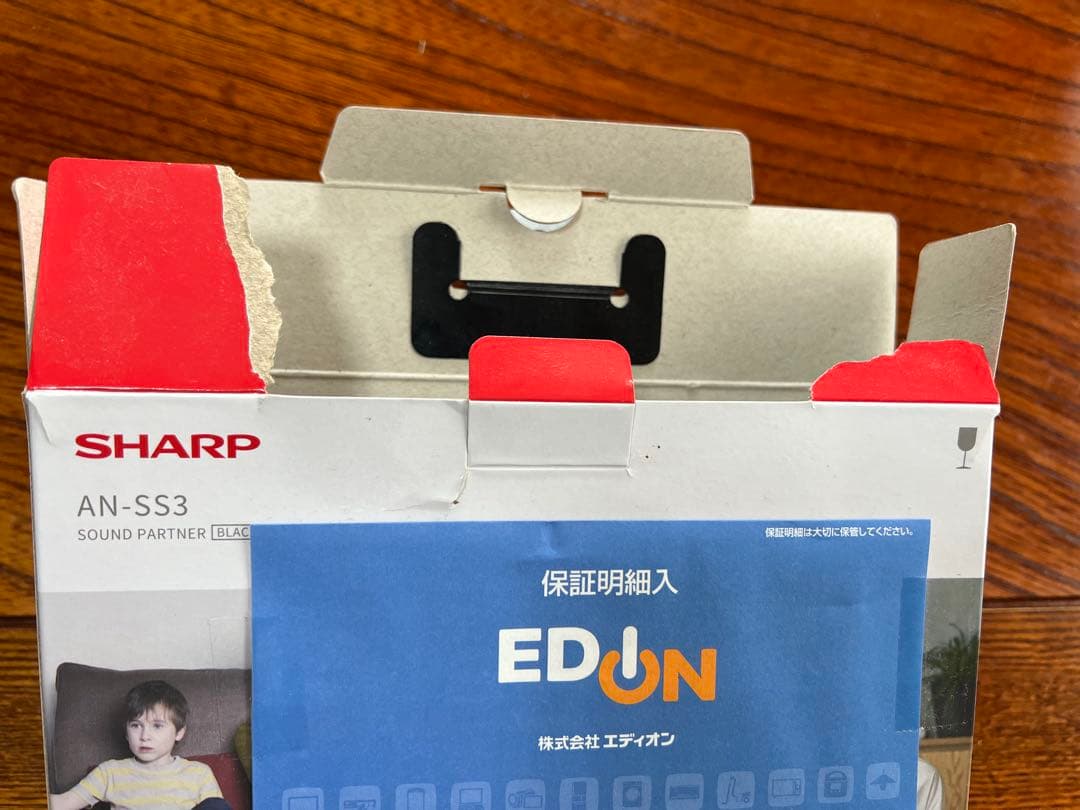 SHARP
AN-SS3
SOUND PARTNER BLAC
保証明細は大切に保管してください。
保証明細入
EDION
株式会社 エディオン